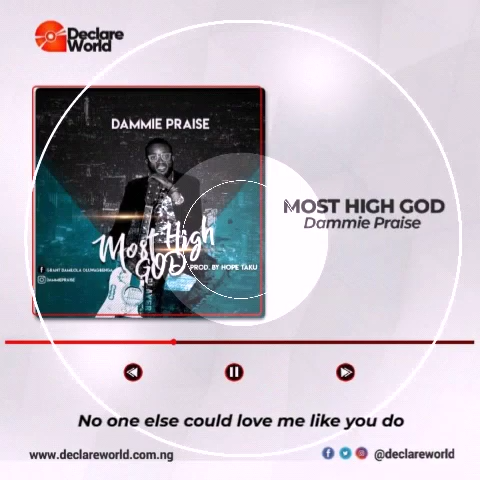 Declare
World
DAMMIE PRAISE
Most High
GOD
PROD. BY HOPE TAKU
DAMMIEPRAISE
MOST HIGH GOD
Dammie Praise
No one else could love me like you do
www.declareworld.com.ng
@declareworld